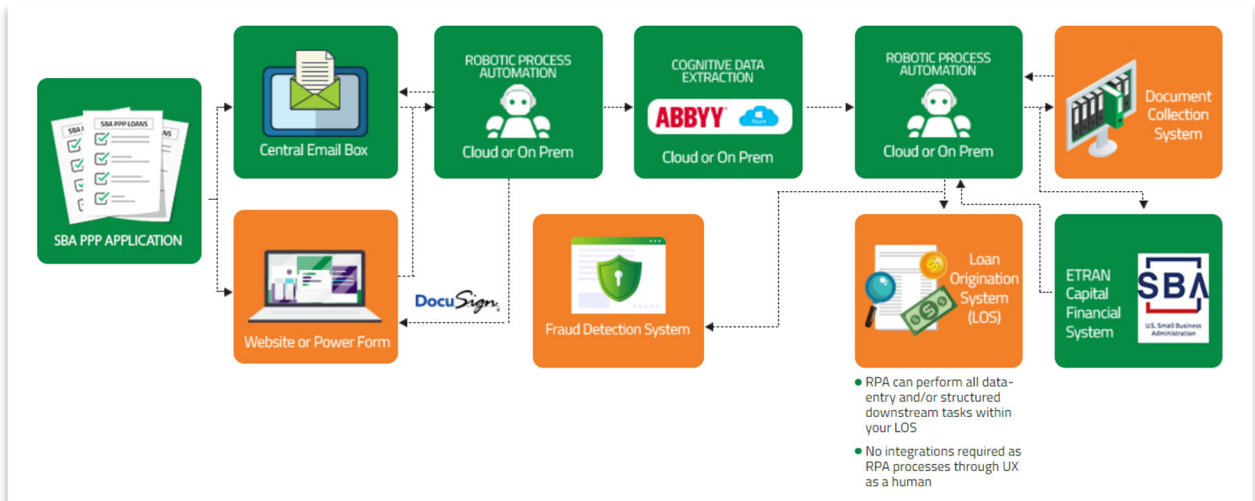 SBA PPP LOANS
SBA PPP APPLICATION
Central Email Box
Website or Power Form
ROBOTIC PROCESS
AUTOMATION
Cloud or On Prem
DocuSign
COGNITIVE DATA
EXTRACTION
ABBYY
Azure
Cloud or On Prem
Fraud Detection System
ROBOTIC PROCESS
AUTOMATION
Cloud or On Prem
Document
Collection
System
Loan
Origination
System
(LOS)
ETRAN
Capital
Financial
System
SBA
U.S. Small Business
Administration
RPA can perform all data-
entry and/or structured
downstream tasks within
your LOS
No integrations required as
RPA processes through UX
as a human